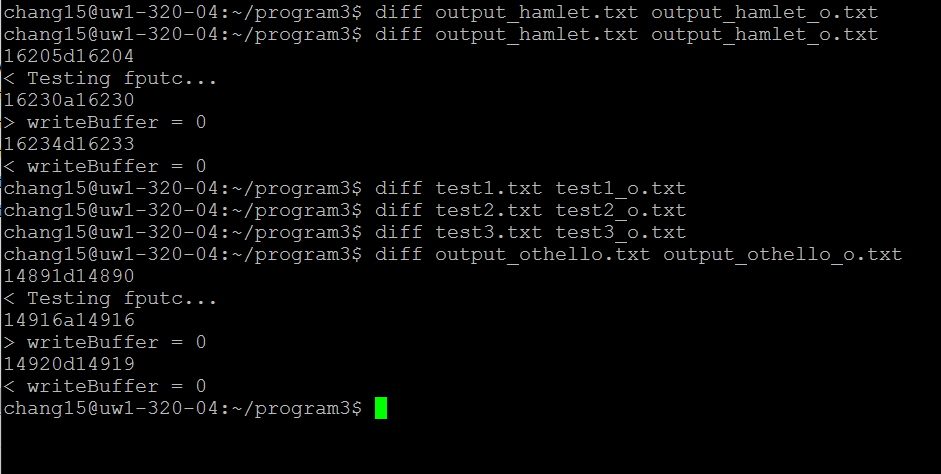 chang15@uw1-320-04:~/program3$ diff output_hamlet.txt output_hamlet_o.txt
chang15@uw1-320-04:~/program3$ diff output_hamlet.txt output_hamlet_o.txt
16205d16204
< Testing fputc...
16230a16230
> writeBuffer = 0
16234d16233
< writeBuffer = 0
chang15@uw1-320-04:~/program3$ diff test1.txt test1_o.txt
chang15@uw1-320-04:~/program3$ diff test2.txt test2_o.txt
chang15@uw1-320-04:~/program3$ diff test3.txt test3_o.txt
chang15@uw1-320-04:~/program3$ diff output_othello.txt output_othello_o.txt
14891d14890
< Testing fputc...
14916a14916
> writeBuffer = 0
14920d14919
< writeBuffer = 0
chang15@uw1-320-04:~/program3$